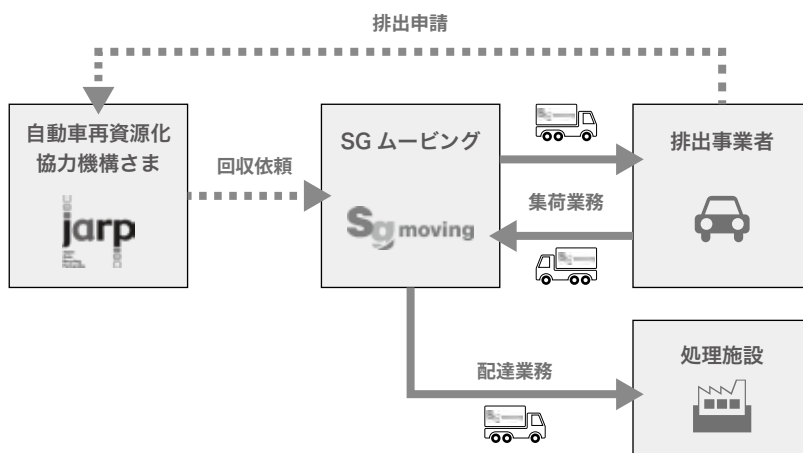 排出申請
自動車再資源化
協力機構さま
jarp
回収依頼
SG ムービング
Sg moving
排出事業者
集荷業務
配達業務
処理施設